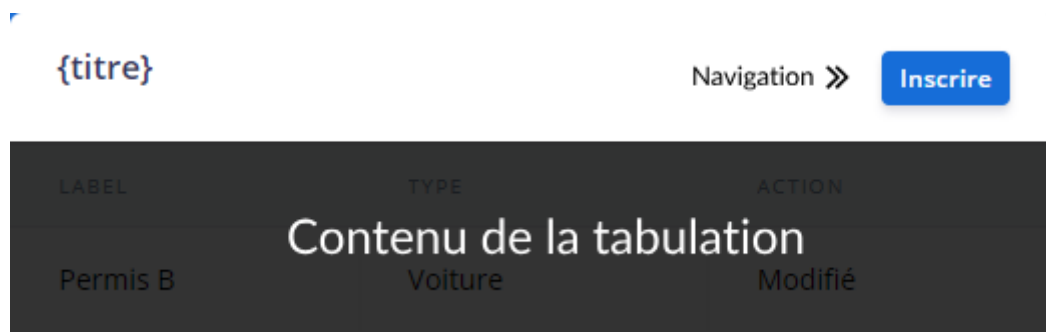 {titre}
Navigation »
Inscrire
LABEL TYPE ACTION
Contenu de la tabulation
Permis B Voiture Modifié